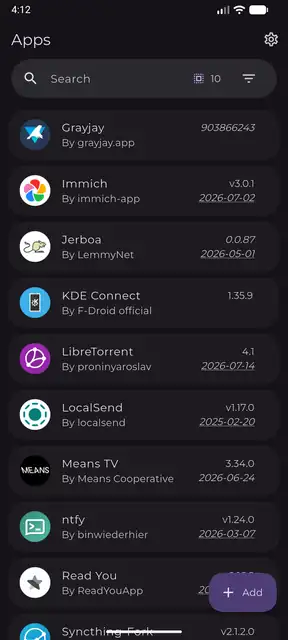 4:12
Apps
Search 10
Grayjay 903866243
By grayjay.app
Immich v3.0.1
By immich-app 2026-07-02
Jerboa 0.0.87
By LemmyNet 2026-05-01
KDE Connect 1.35.9
By F-Droid official
LibreTorrent 4.1
By proninyaroslav 2026-07-14
LocalSend v1.17.0
By localsend 2025-02-20
MEANS
Means TV 3.34.0
By Means Cooperative 2026-06-24
ntfy v1.24.0
By binwiederhier 2026-03-07
Read You
By ReadYouApp 20
+ Add
Syncthing-Fork v2.1.2.0